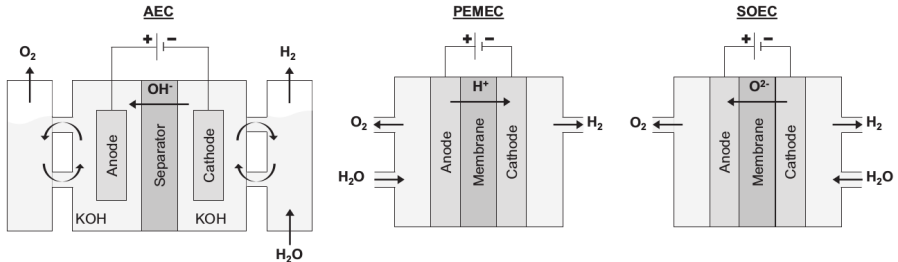 AEC
+ −
O₂
H₂
OH⁻
Anode
Separator
Cathode
KOH
KOH
H₂O
PEMEC
+ −
H⁺
O₂
H₂
H₂O
Anode
Membrane
Cathode
SOEC
+ −
O²⁻
O₂
H₂
H₂O
Anode
Membrane
Cathode